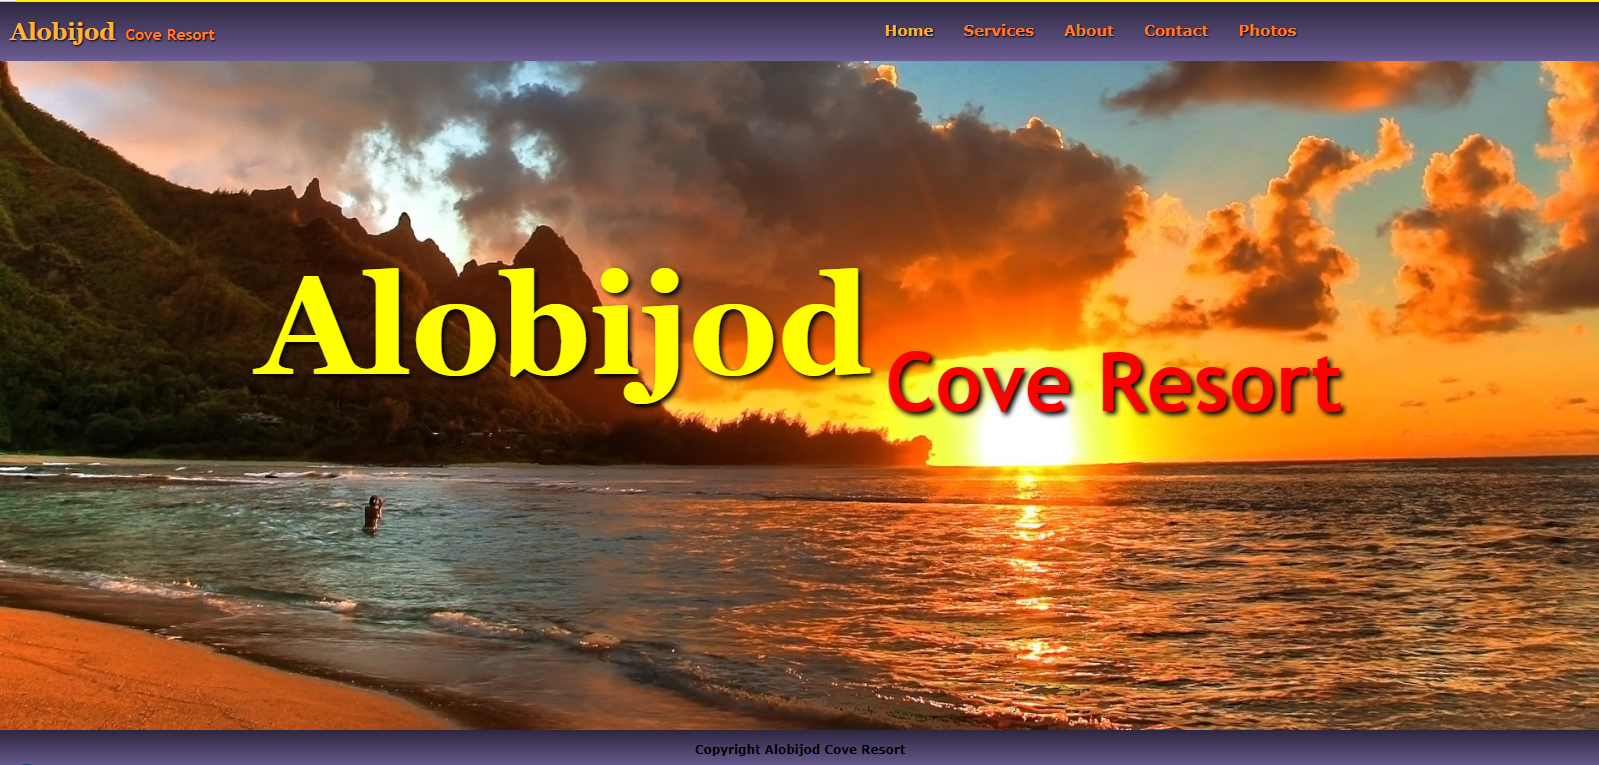 Alobijod Cove Resort
Home Services About Contact Photos
Alobijod Cove Resort
Copyright Alobijod Cove Resort